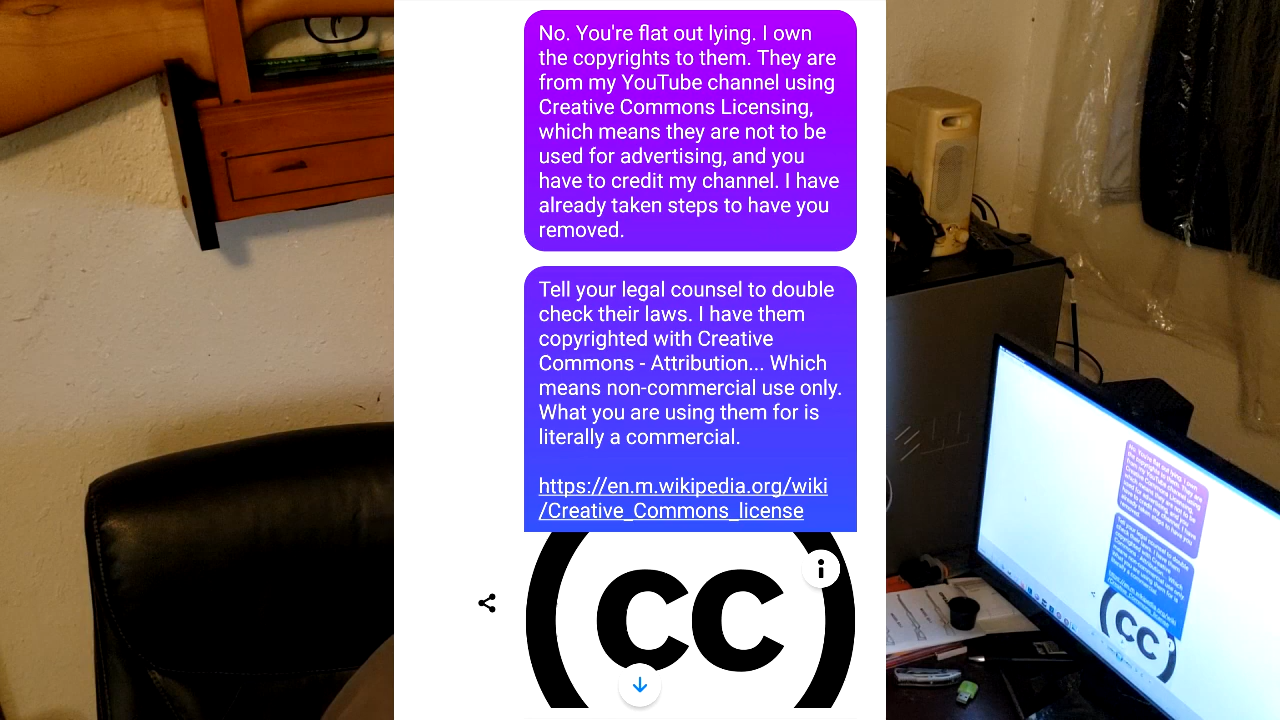 No. You're flat out lying. I own
the copyrights to them. They are
from my YouTube channel using
Creative Commons Licensing,
which means they are not to be
used for advertising, and you
have to credit my channel. I have
already taken steps to have you
removed.
Tell your legal counsel to double
check their laws. I have them
copyrighted with Creative
Commons - Attribution... Which
means non-commercial use only.
What you are using them for is
literally a commercial.
https://en.m.wikipedia.org/wiki
/Creative_Commons_license
cc